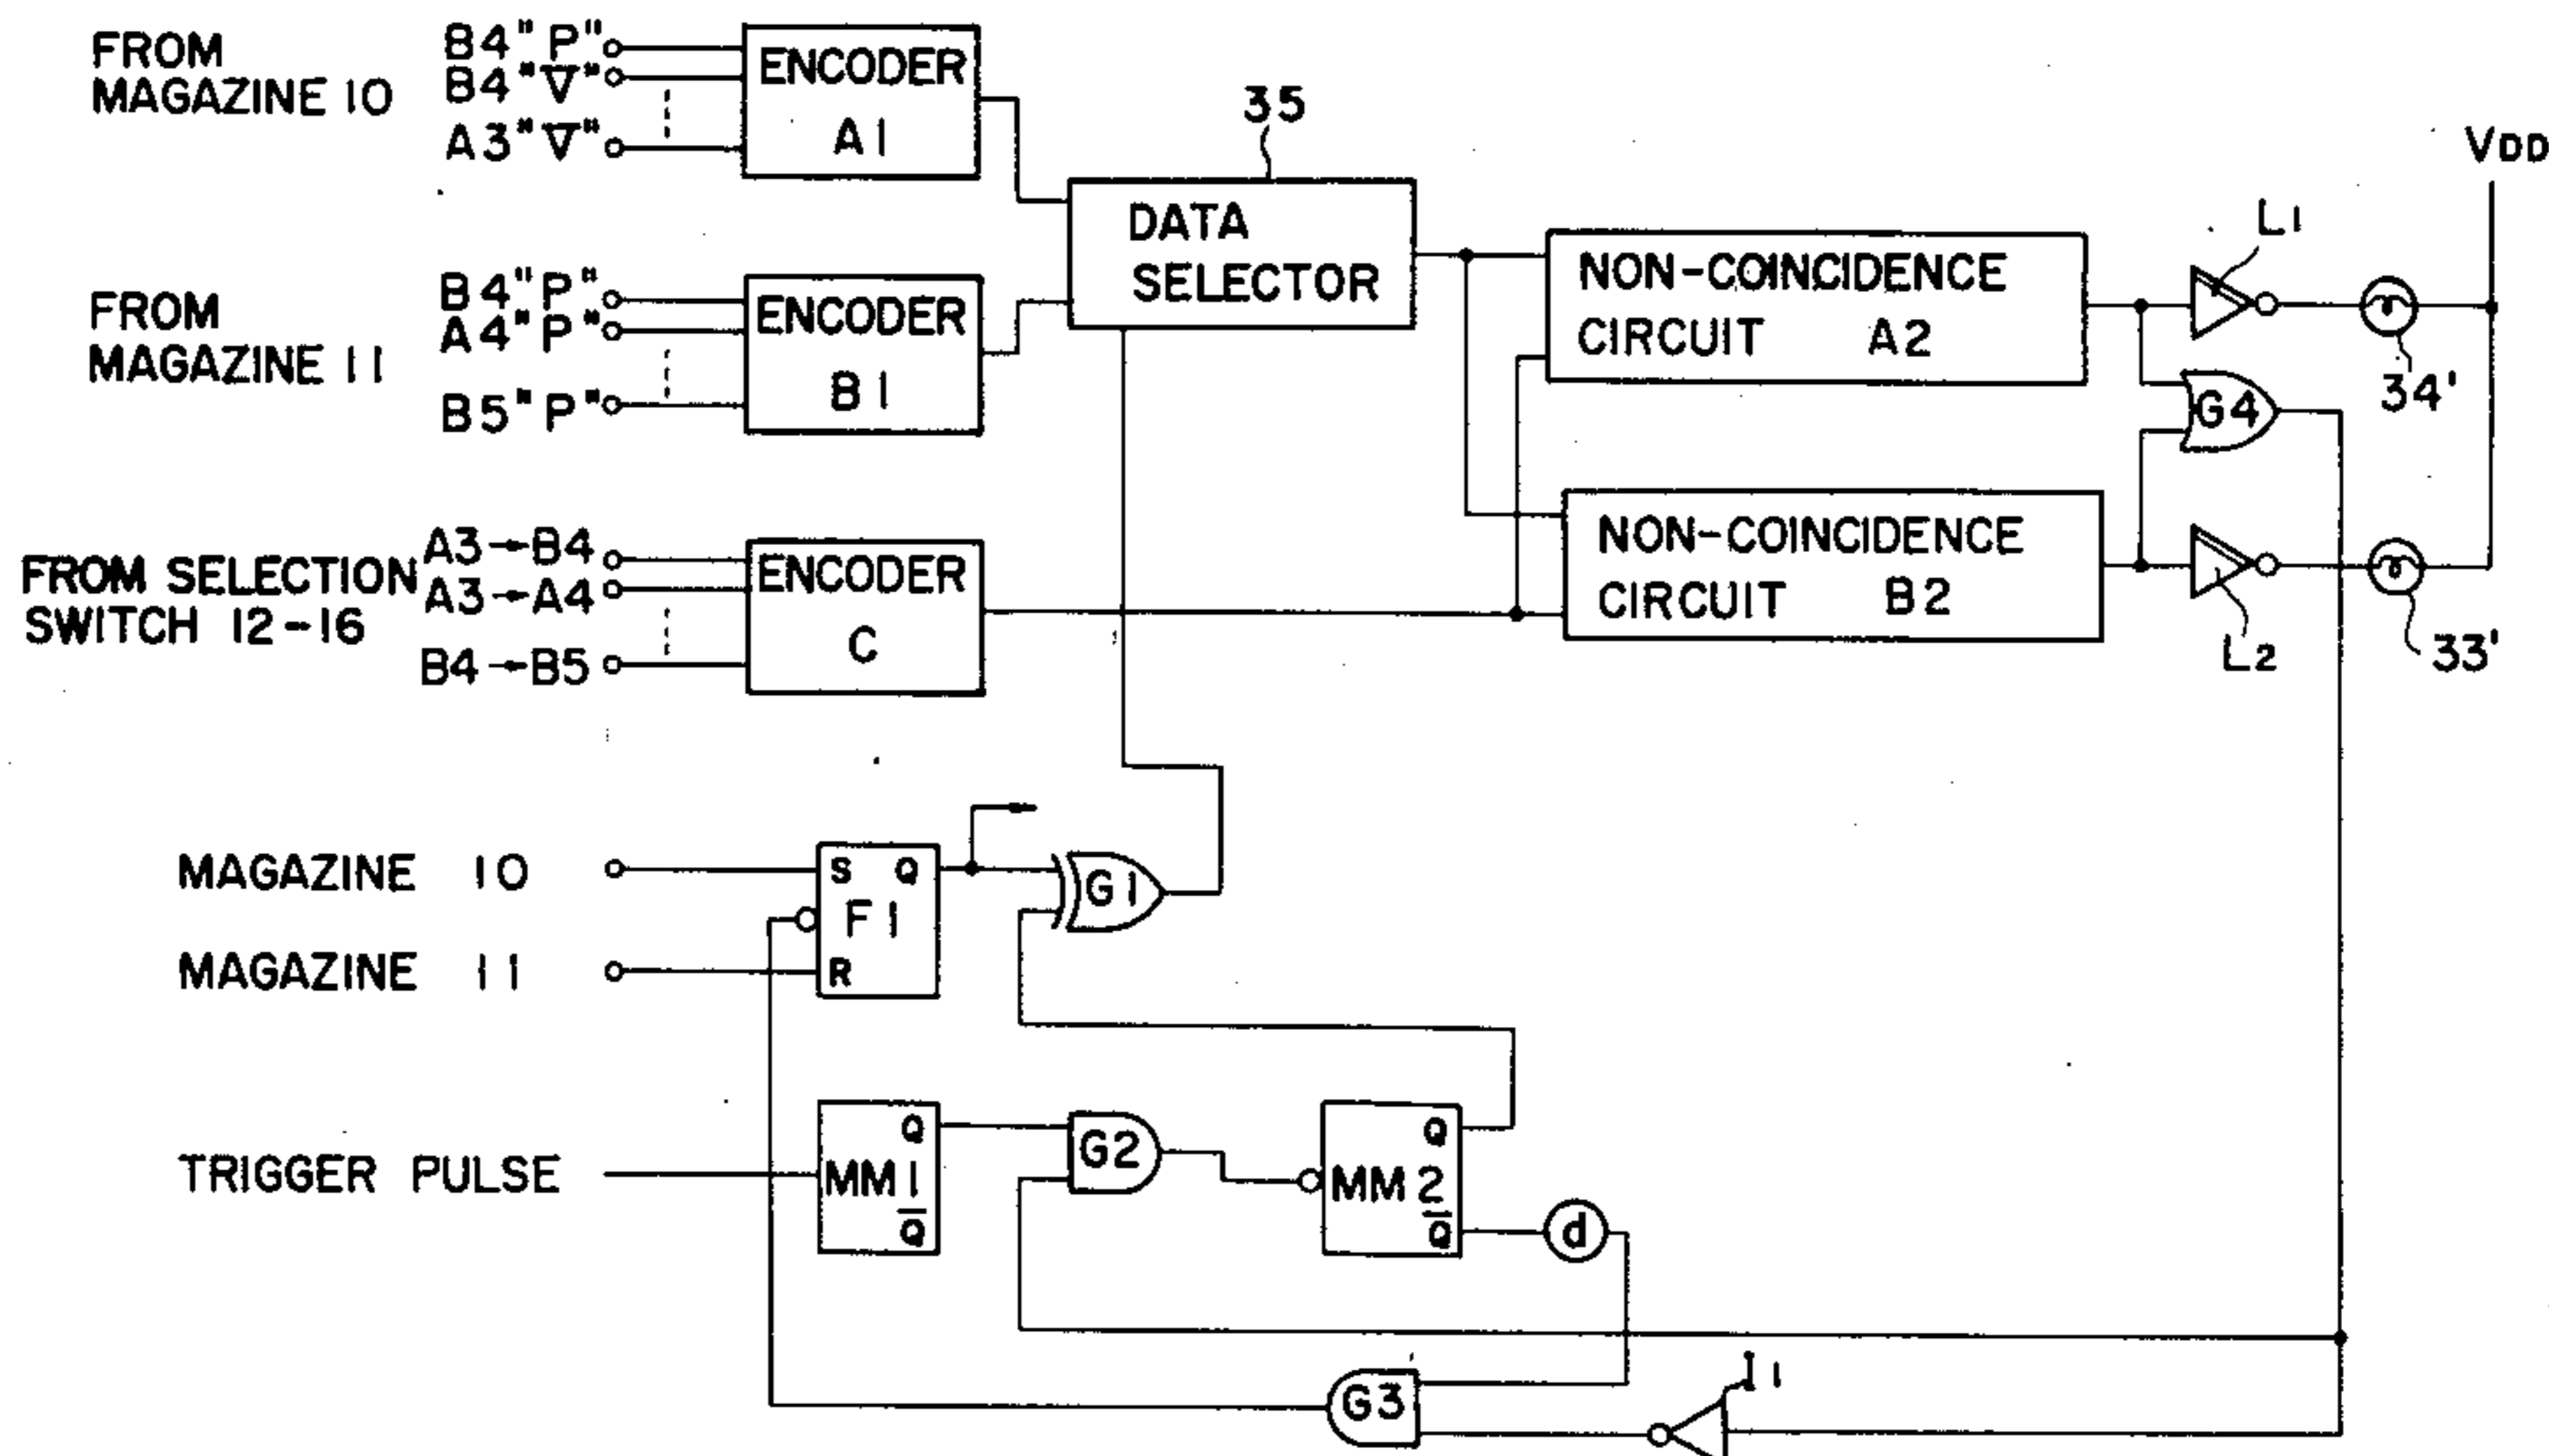 FROM
MAGAZINE 10
B4"P"
B4"V"
A3"V"
ENCODER
A1
FROM
MAGAZINE 11
B4"P"
A4"P"
B5"P"
ENCODER
B1
FROM SELECTION
SWITCH 12-16
A3→B4
A3→A4
B4→B5
ENCODER
C
35
DATA
SELECTOR
NON-COINCIDENCE
CIRCUIT A2
NON-COINCIDENCE
CIRCUIT B2
L1
VDD
34'
G4
L2
33'
MAGAZINE 10
MAGAZINE 11
S Q
F1
R
G1
TRIGGER PULSE
Q
MM1
Q̅
G2
Q
MM2
Q̅
d
G3
I1